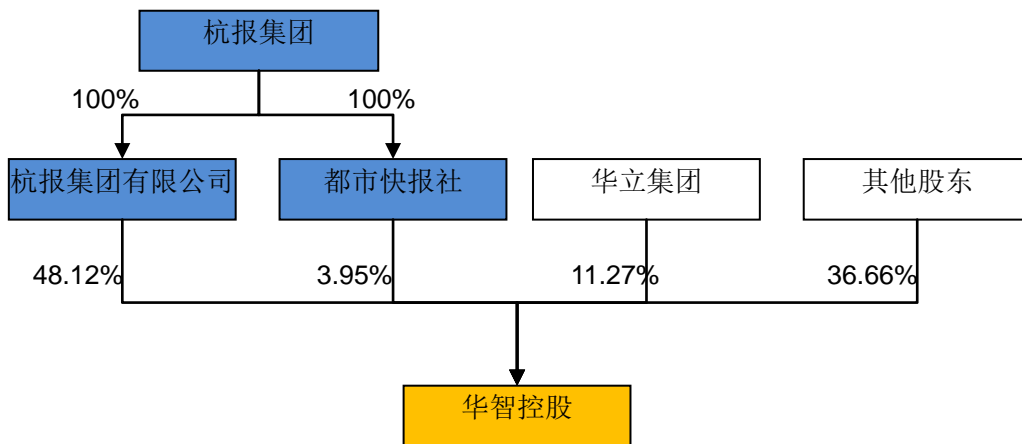 杭报集团
100%
100%
杭报集团有限公司
都市快报社
华立集团
其他股东
48.12%
3.95%
11.27%
36.66%
华智控股